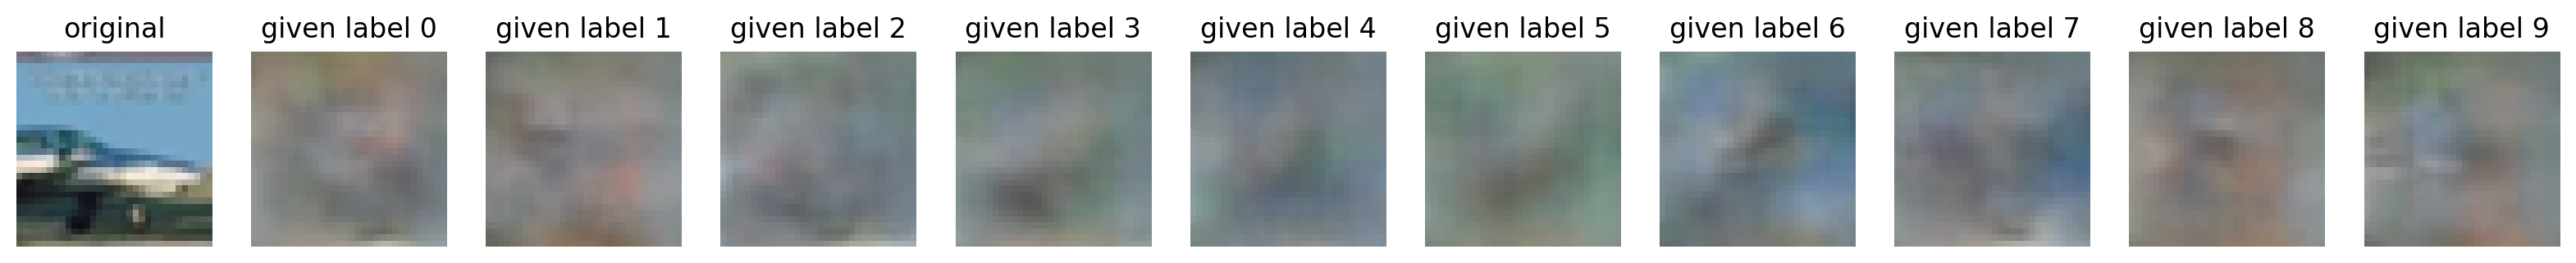 original
given label 0
given label 1
given label 2
given label 3
given label 4
given label 5
given label 6
given label 7
given label 8
given label 9